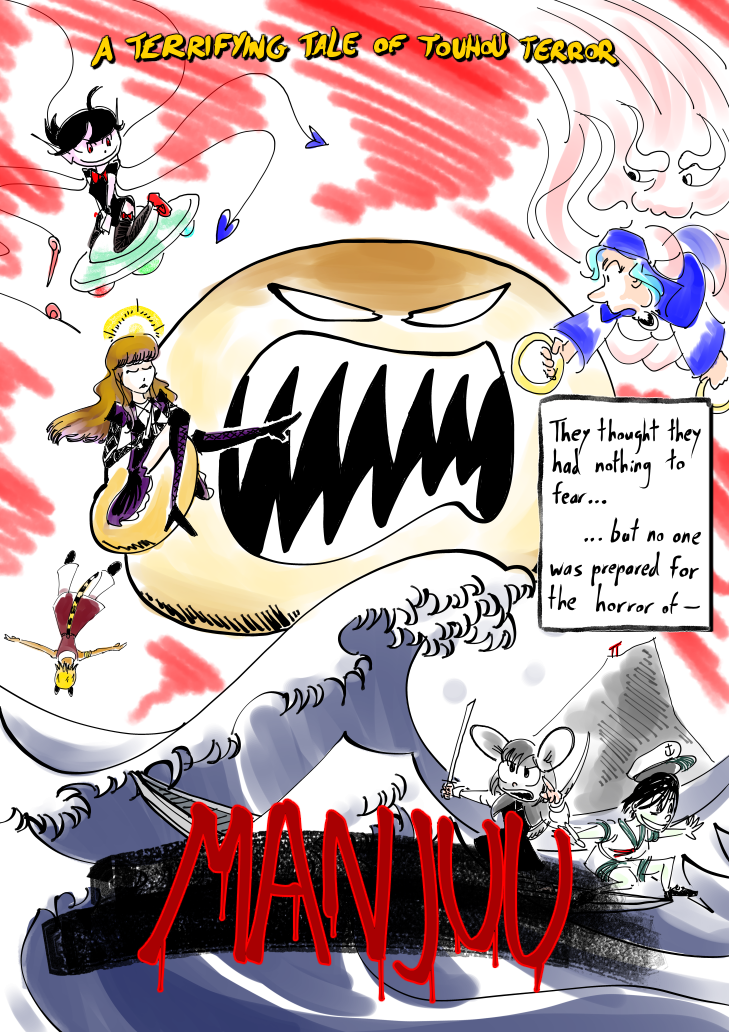 A TERRIFYING TALE OF TOUHOU TERROR
They thought they
had nothing to
fear...
...but no one
was prepared for
the horror of —
MANJUU